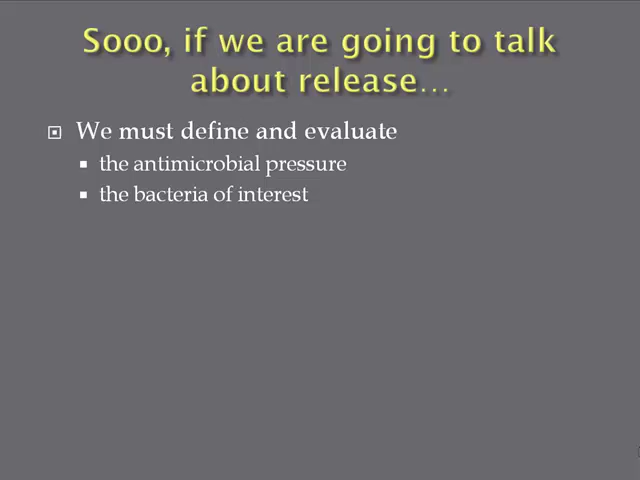 Sooo, if we are going to talk
about release…
We must define and evaluate
the antimicrobial pressure
the bacteria of interest